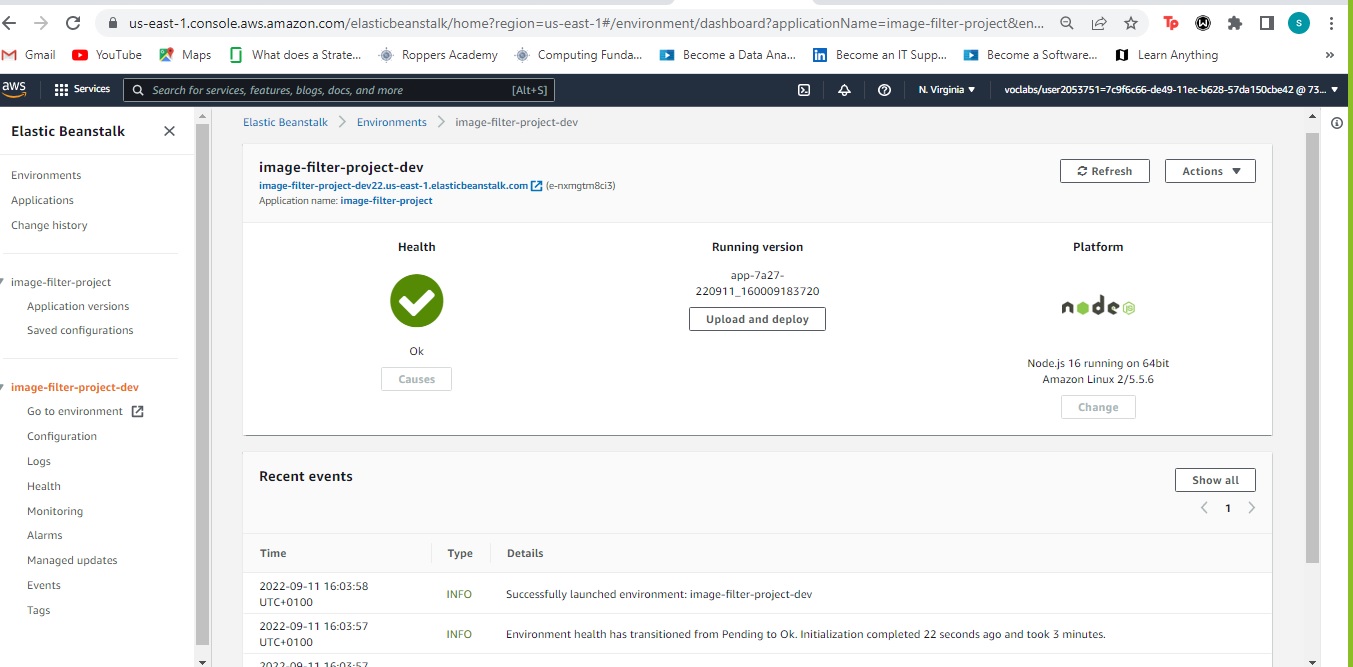 us-east-1.console.aws.amazon.com/elasticbeanstalk/home?region=us-east-1#/environment/dashboard?applicationName=image-filter-project&en...
Tp
S
Gmail
YouTube
Maps
What does a Strate...
Roppers Academy
Computing Funda...
Become a Data Ana...
in
Become an IT Supp...
Become a Software...
Learn Anything
»
aws
Services
Search for services, features, blogs, docs, and more
[Alt+S]
N. Virginia ▼
voclabs/user2053751=7c9f6c66-de49-11ec-b628-57da150cbe42 @ 73... ▼
Elastic Beanstalk
Environments
Applications
Change history
image-filter-project
Application versions
Saved configurations
image-filter-project-dev
Go to environment
Configuration
Logs
Health
Monitoring
Alarms
Managed updates
Events
Tags
Elastic Beanstalk > Environments > image-filter-project-dev
image-filter-project-dev
image-filter-project-dev22.us-east-1.elasticbeanstalk.com (e-nxmgtm8ci3)
Application name: image-filter-project
Refresh
Actions ▼
Health
Ok
Causes
Running version
app-7a27-
220911_160009183720
Upload and deploy
Platform
node
Node.js 16 running on 64bit
Amazon Linux 2/5.5.6
Change
Recent events
Show all
< 1 >
Time Type Details
2022-09-11 16:03:58
UTC+0100
INFO
Successfully launched environment: image-filter-project-dev
2022-09-11 16:03:57
UTC+0100
INFO
Environment health has transitioned from Pending to Ok. Initialization completed 22 seconds ago and took 3 minutes.
2022-09-11 16:03:57